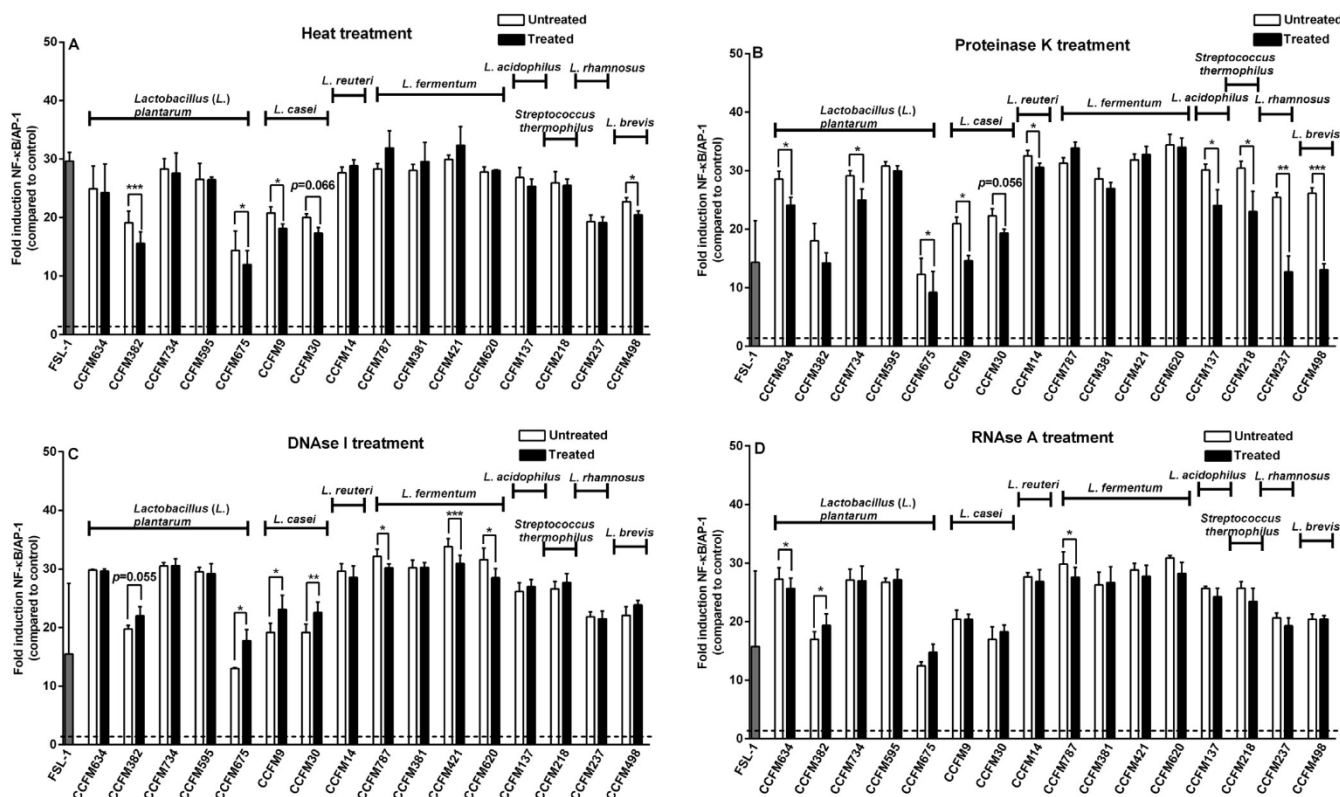 A
Heat treatment
Untreated
Treated
Fold induction NF-κB/AP-1
(compared to control)
50
40
30
20
10
0
Lactobacillus (L.)
plantarum
L. casei
L. reuteri
L. fermentum
L. acidophilus
Streptococcus
thermophilus
L. rhamnosus
L. brevis
***
*
*
p=0.066
*
FSL-1
CCFM634
CCFM382
CCFM734
CCFM595
CCFM675
CCFM9
CCFM30
CCFM14
CCFM787
CCFM381
CCFM421
CCFM620
CCFM137
CCFM218
CCFM237
CCFM498
B
Proteinase K treatment
Untreated
Treated
Fold induction NF-κB/AP-1
(compared to control)
50
40
30
20
10
0
Lactobacillus (L.)
plantarum
L. casei
L. reuteri
L. fermentum
Streptococcus
thermophilus
L. acidophilus
L. rhamnosus
L. brevis
*
*
*
*
p=0.056
*
*
*
**
***
FSL-1
CCFM634
CCFM382
CCFM734
CCFM595
CCFM675
CCFM9
CCFM30
CCFM14
CCFM787
CCFM381
CCFM421
CCFM620
CCFM137
CCFM218
CCFM237
CCFM498
C
DNAse I treatment
Untreated
Treated
Fold induction NF-κB/AP-1
(compared to control)
50
40
30
20
10
0
Lactobacillus (L.)
plantarum
L. casei
L. reuteri
L. fermentum
L. acidophilus
Streptococcus
thermophilus
L. rhamnosus
L. brevis
p=0.055
*
*
**
*
***
*
FSL-1
CCFM634
CCFM382
CCFM734
CCFM595
CCFM675
CCFM9
CCFM30
CCFM14
CCFM787
CCFM381
CCFM421
CCFM620
CCFM137
CCFM218
CCFM237
CCFM498
D
RNAse A treatment
Untreated
Treated
Fold induction NF-κB/AP-1
(compared to control)
50
40
30
20
10
0
Lactobacillus (L.)
plantarum
L. casei
L. reuteri
L. fermentum
L. acidophilus
Streptococcus
thermophilus
L. rhamnosus
L. brevis
*
*
*
FSL-1
CCFM634
CCFM382
CCFM734
CCFM595
CCFM675
CCFM9
CCFM30
CCFM14
CCFM787
CCFM381
CCFM421
CCFM620
CCFM137
CCFM218
CCFM237
CCFM498